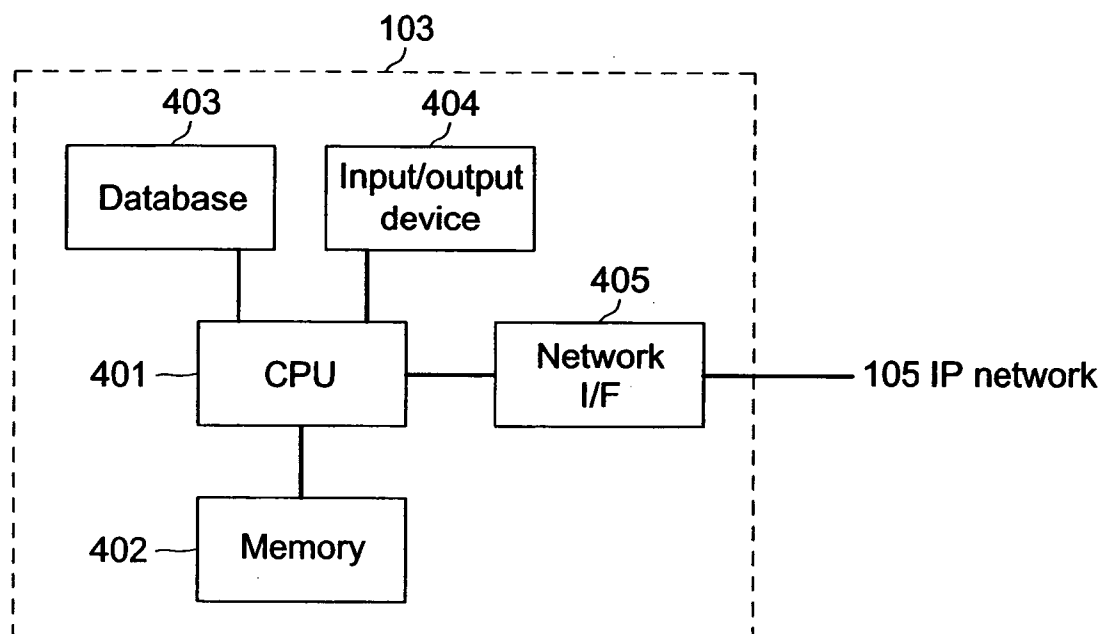 103
403
404
Database
Input/output
device
405
401
CPU
Network
I/F
105 IP network
402
Memory